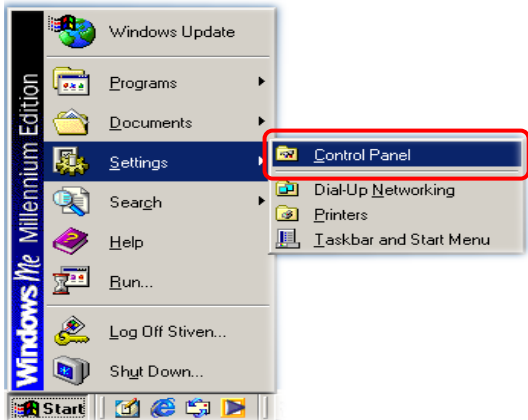 Windows Me Millennium Edition
Windows Update
Programs
Documents
Settings
Search
Help
Run...
Log Off Stiven...
Shut Down...
Control Panel
Dial-Up Networking
Printers
Taskbar and Start Menu
Start